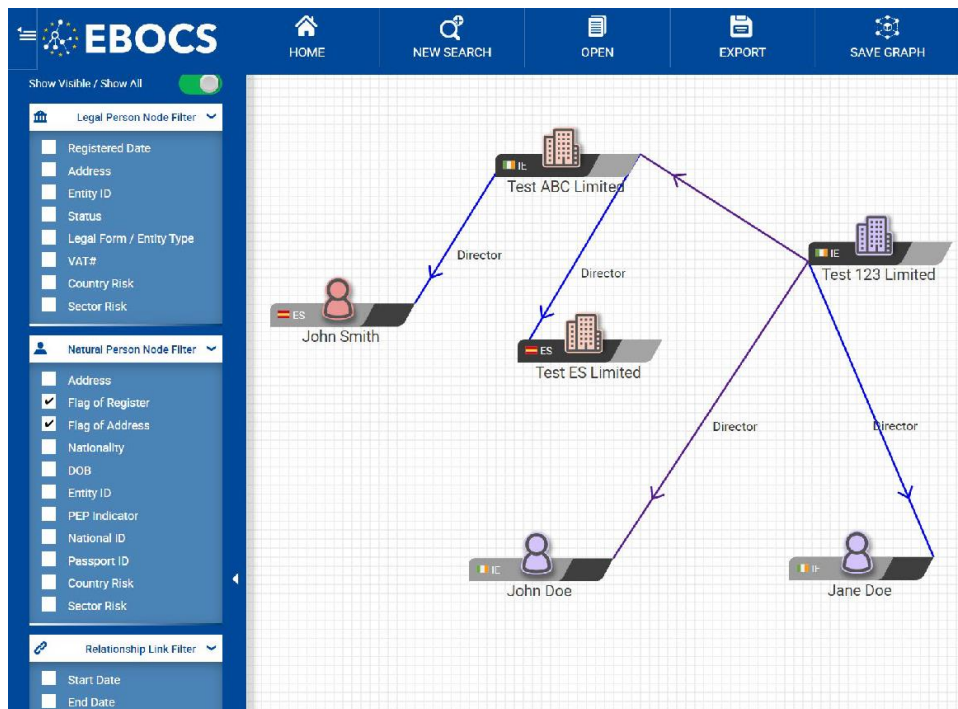 EBOCS
HOME
NEW SEARCH
OPEN
EXPORT
SAVE GRAPH
Show Visible / Show All
Legal Person Node Filter
Registered Date
Address
Entity ID
Status
Legal Form / Entity Type
VAT#
Country Risk
Sector Risk
Natural Person Node Filter
Address
Flag of Register
Flag of Address
Nationality
DOB
Entity ID
PEP Indicator
National ID
Passport ID
Country Risk
Sector Risk
Relationship Link Filter
Start Date
End Date
IE
Test ABC Limited
IE
Test 123 Limited
Director
Director
ES
John Smith
ES
Test ES Limited
Director
Director
IE
John Doe
IE
Jane Doe